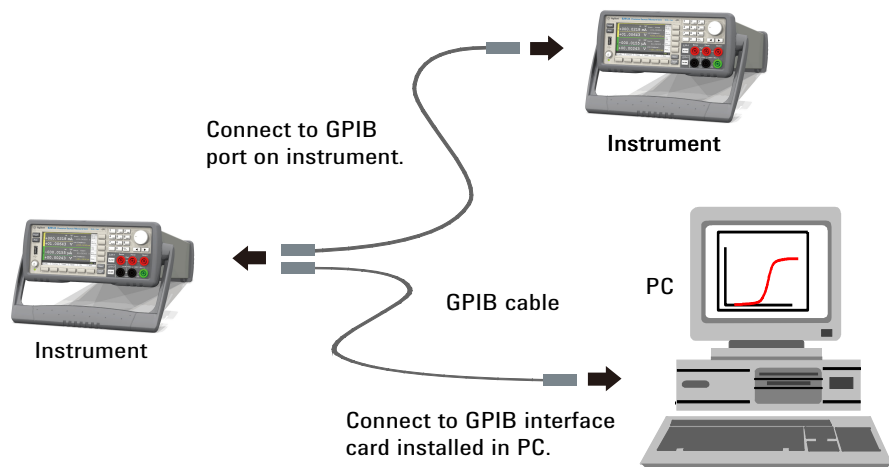 Connect to GPIB
port on instrument.
Instrument
Instrument
GPIB cable
PC
Connect to GPIB interface
card installed in PC.